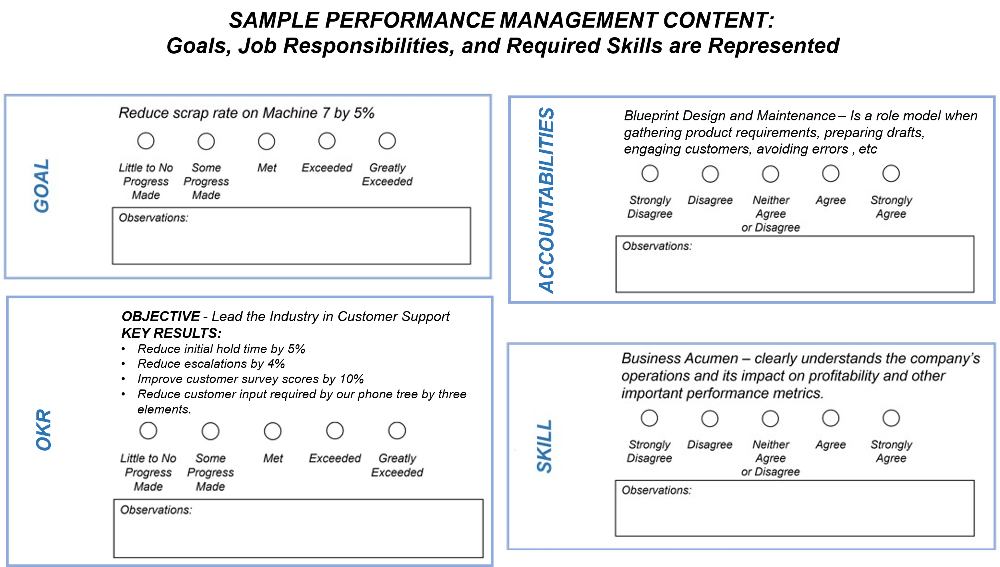 SAMPLE PERFORMANCE MANAGEMENT CONTENT:
Goals, Job Responsibilities, and Required Skills are Represented
GOAL
Reduce scrap rate on Machine 7 by 5%
Little to No Progress Made
Some Progress Made
Met
Exceeded
Greatly Exceeded
Observations:
ACCOUNTABILITIES
Blueprint Design and Maintenance – Is a role model when
gathering product requirements, preparing drafts,
engaging customers, avoiding errors , etc
Strongly Disagree
Disagree
Neither Agree or Disagree
Agree
Strongly Agree
Observations:
OKR
OBJECTIVE - Lead the Industry in Customer Support
KEY RESULTS:
• Reduce initial hold time by 5%
• Reduce escalations by 4%
• Improve customer survey scores by 10%
• Reduce customer input required by our phone tree by three
elements.
Little to No Progress Made
Some Progress Made
Met
Exceeded
Greatly Exceeded
Observations:
SKILL
Business Acumen – clearly understands the company’s
operations and its impact on profitability and other
important performance metrics.
Strongly Disagree
Disagree
Neither Agree or Disagree
Agree
Strongly Agree
Observations: